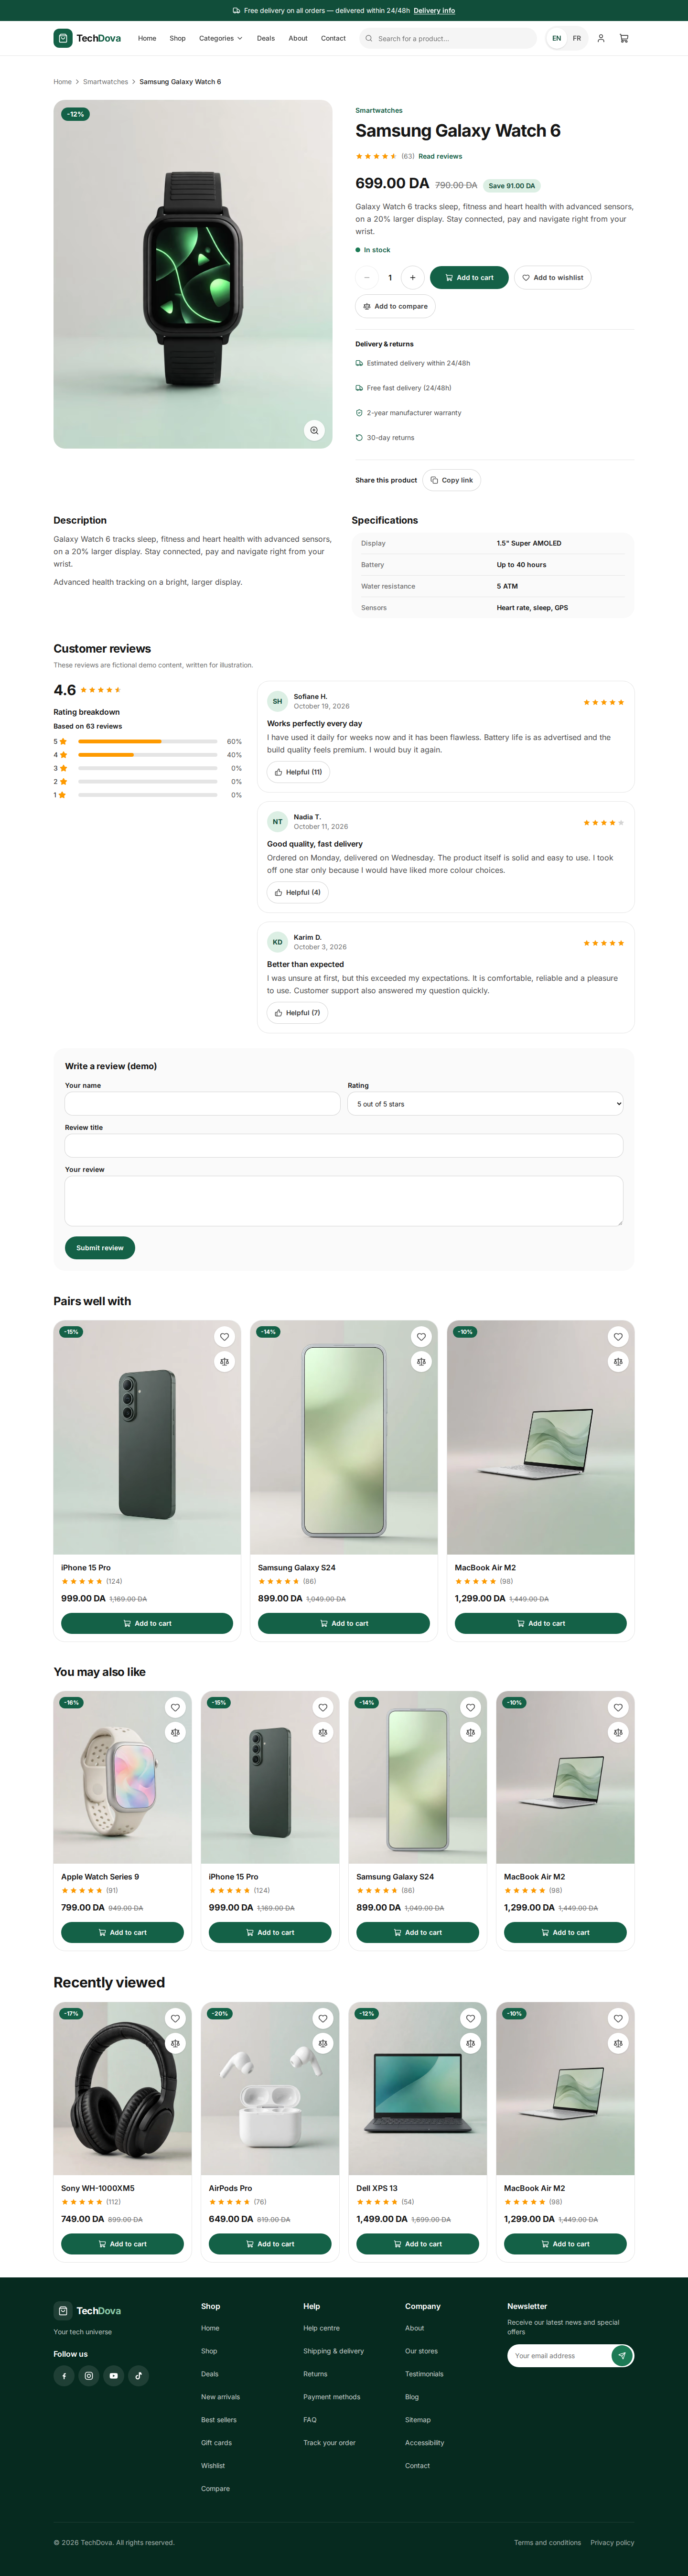 Free delivery on all orders — delivered within 24/48h Delivery info
TechDova
Home Shop Categories Deals About Contact
Search for a product...
EN FR
Home > Smartwatches > Samsung Galaxy Watch 6
-12%
Smartwatches
Samsung Galaxy Watch 6
(63) Read reviews
699.00 DA 790.00 DA Save 91.00 DA
Galaxy Watch 6 tracks sleep, fitness and heart health with advanced sensors,
on a 20% larger display. Stay connected, pay and navigate right from your
wrist.
In stock
− 1 + Add to cart Add to wishlist
Add to compare
Delivery & returns
Estimated delivery within 24/48h
Free fast delivery (24/48h)
2-year manufacturer warranty
30-day returns
Share this product Copy link
Description
Galaxy Watch 6 tracks sleep, fitness and heart health with advanced sensors,
on a 20% larger display. Stay connected, pay and navigate right from your
wrist.
Advanced health tracking on a bright, larger display.
Specifications
Display 1.5" Super AMOLED
Battery Up to 40 hours
Water resistance 5 ATM
Sensors Heart rate, sleep, GPS
Customer reviews
These reviews are fictional demo content, written for illustration.
4.6
Rating breakdown
Based on 63 reviews
5 60%
4 40%
3 0%
2 0%
1 0%
SH
Sofiane H.
October 19, 2026
Works perfectly every day
I have used it daily for weeks now and it has been flawless. Battery life is as advertised and the
build quality feels premium. I would buy it again.
Helpful (11)
NT
Nadia T.
October 11, 2026
Good quality, fast delivery
Ordered on Monday, delivered on Wednesday. The product itself is solid and easy to use. I took
off one star only because I would have liked more colour choices.
Helpful (4)
KD
Karim D.
October 3, 2026
Better than expected
I was unsure at first, but this exceeded my expectations. It is comfortable, reliable and a pleasure
to use. Customer support also answered my question quickly.
Helpful (7)
Write a review (demo)
Your name Rating
5 out of 5 stars
Review title
Your review
Submit review
Pairs well with
-15% -14% -10%
iPhone 15 Pro Samsung Galaxy S24 MacBook Air M2
(124) (86) (98)
999.00 DA 1,169.00 DA 899.00 DA 1,049.00 DA 1,299.00 DA 1,449.00 DA
Add to cart Add to cart Add to cart
You may also like
-16% -15% -14% -10%
Apple Watch Series 9 iPhone 15 Pro Samsung Galaxy S24 MacBook Air M2
(91) (124) (86) (98)
799.00 DA 949.00 DA 999.00 DA 1,169.00 DA 899.00 DA 1,049.00 DA 1,299.00 DA 1,449.00 DA
Add to cart Add to cart Add to cart Add to cart
Recently viewed
-17% -20% -12% -10%
Sony WH-1000XM5 AirPods Pro Dell XPS 13 MacBook Air M2
(112) (76) (54) (98)
749.00 DA 899.00 DA 649.00 DA 819.00 DA 1,499.00 DA 1,699.00 DA 1,299.00 DA 1,449.00 DA
Add to cart Add to cart Add to cart Add to cart
TechDova
Your tech universe
Follow us
Shop
Home
Shop
Deals
New arrivals
Best sellers
Gift cards
Wishlist
Compare
Help
Help centre
Shipping & delivery
Returns
Payment methods
FAQ
Track your order
Company
About
Our stores
Testimonials
Blog
Sitemap
Accessibility
Contact
Newsletter
Receive our latest news and special
offers
Your email address
© 2026 TechDova. All rights reserved.
Terms and conditions Privacy policy